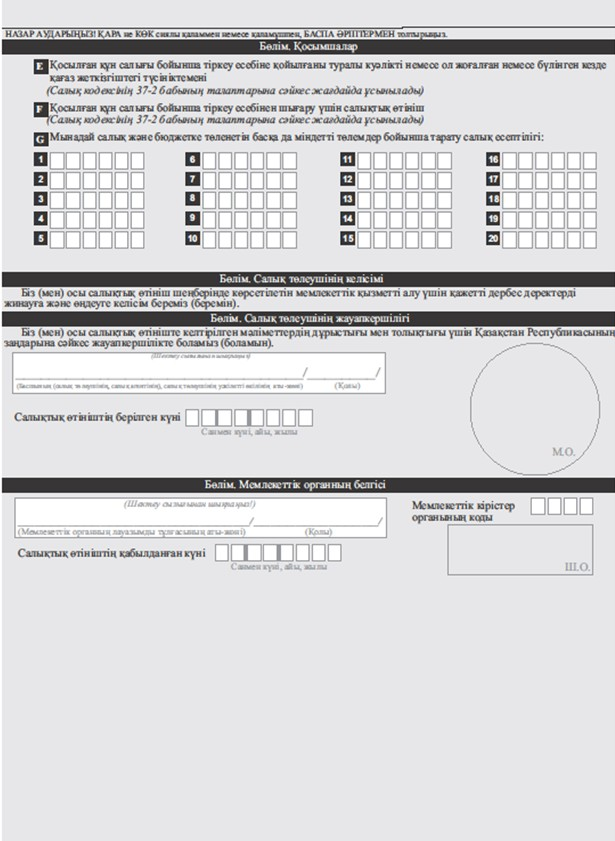 НАЗАР АУДАРЫҢЫЗ! ҚАРА не КӨК сиялы қаламмен немесе қаламұшпен, БАСПА ӘРІПТЕРМЕН толтырыңыз.
Бөлім. Қосымшалар
E Қосылған құн салығы бойынша тіркеу есебіне қойылғаны туралы куәлікті немесе ол жоғалған немесе бүлінген кезде
қағаз жеткізгіштегі түсініктемені
(Салық кодексінің 37-2 бабының талаптарына сәйкес жағдайда ұсынылады)
F Қосылған құн салығы бойынша тіркеу есебінен шығару үшін салықтық өтініш
(Салық кодексінің 37-2 бабының талаптарына сәйкес жағдайда ұсынылады)
G Мынадай салық және бюджетке төленетін басқа да міндетті төлемдер бойынша тарату салық есептілігі:
1 6 11 16
2 7 12 17
3 8 13 18
4 9 14 19
5 10 15 20
Бөлім. Салық төлеушінің келісімі
Біз (мен) осы салықтық өтініш шеңберінде көрсетілетін мемлекеттік қызметті алу үшін қажетті дербес деректерді
жинауға және өңдеуге келісім береміз (беремін).
Бөлім. Салық төлеушінің жауапкершілігі
Біз (мен) осы салықтық өтініште келтірілген мәліметтердің дұрыстығы мен толықтығы үшін Қазақстан Республикасының
заңдарына сәйкес жауапкершілікте боламыз (боламын).
(Шектеу сызығынан шықпаңыз)
/ /
(Басшының (салық төлеушінің, салық агентінің), салық төлеушінің уәкілетті өкілінің аты-жөні) (Қолы)
Салықтық өтініштің берілген күні
Санмен күні, айы, жылы
М.О.
Бөлім. Мемлекеттік органның белгісі
(Шектеу сызығынан шықпаңыз!)
/ /
(Мемлекеттік органның лауазымды тұлғасының аты-жөні) (Қолы)
Мемлекеттік кірістер
органының коды
Салықтық өтініштің қабылданған күні
Санмен күні, айы, жылы
Ш.О.